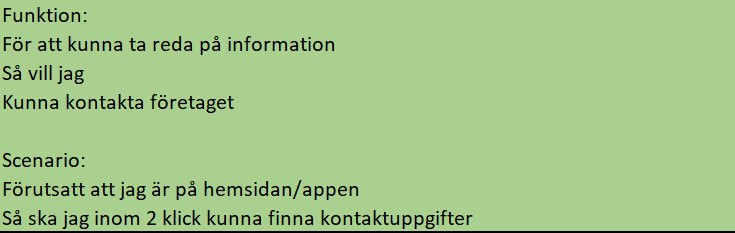 Funktion:
För att kunna ta reda på information
Så vill jag
Kunna kontakta företaget
Scenario:
Förutsatt att jag är på hemsidan/appen
Så ska jag inom 2 klick kunna finna kontaktuppgifter